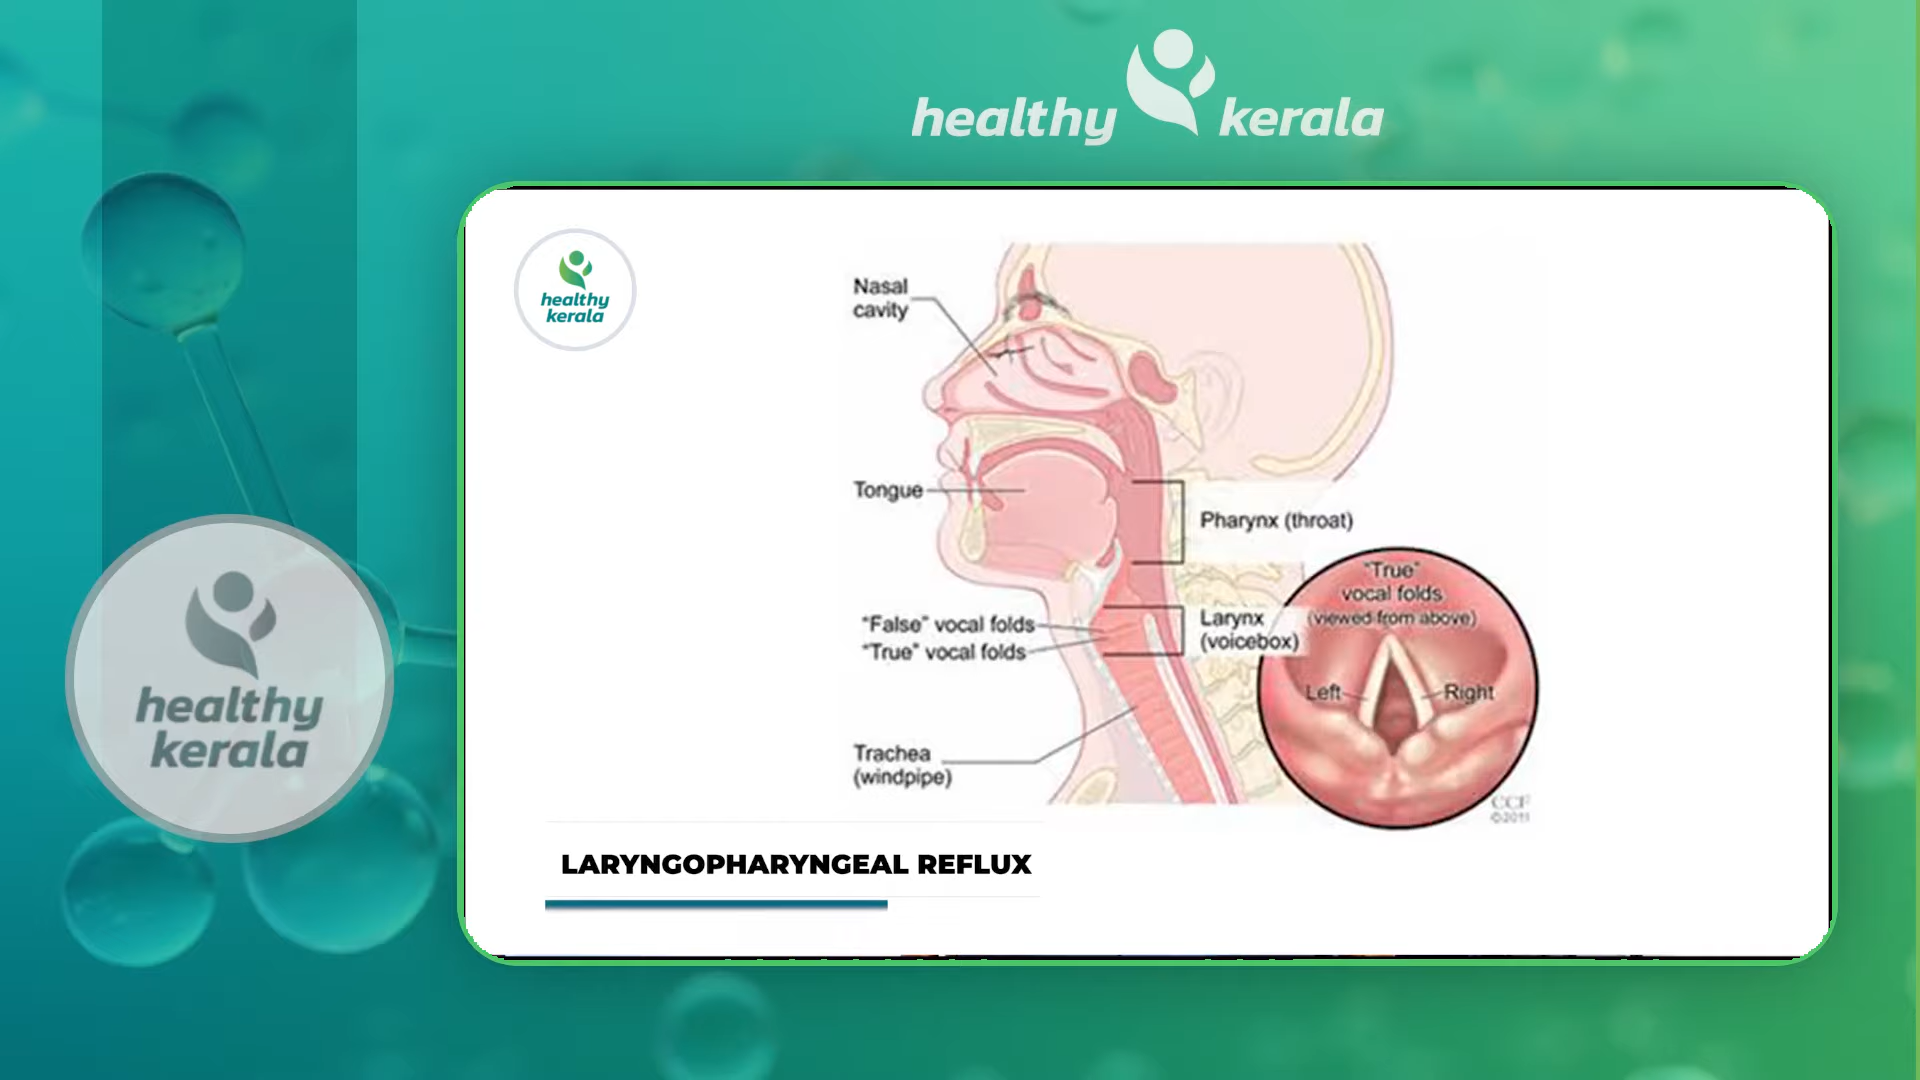 healthy kerala
healthy
kerala
Nasal
cavity
Tongue
Pharynx (throat)
"True"
vocal folds
(viewed from above)
"False" vocal folds
"True" vocal folds
Larynx
(voicebox)
Left
Right
Trachea
(windpipe)
CCF
©2011
healthy
kerala
LARYNGOPHARYNGEAL REFLUX